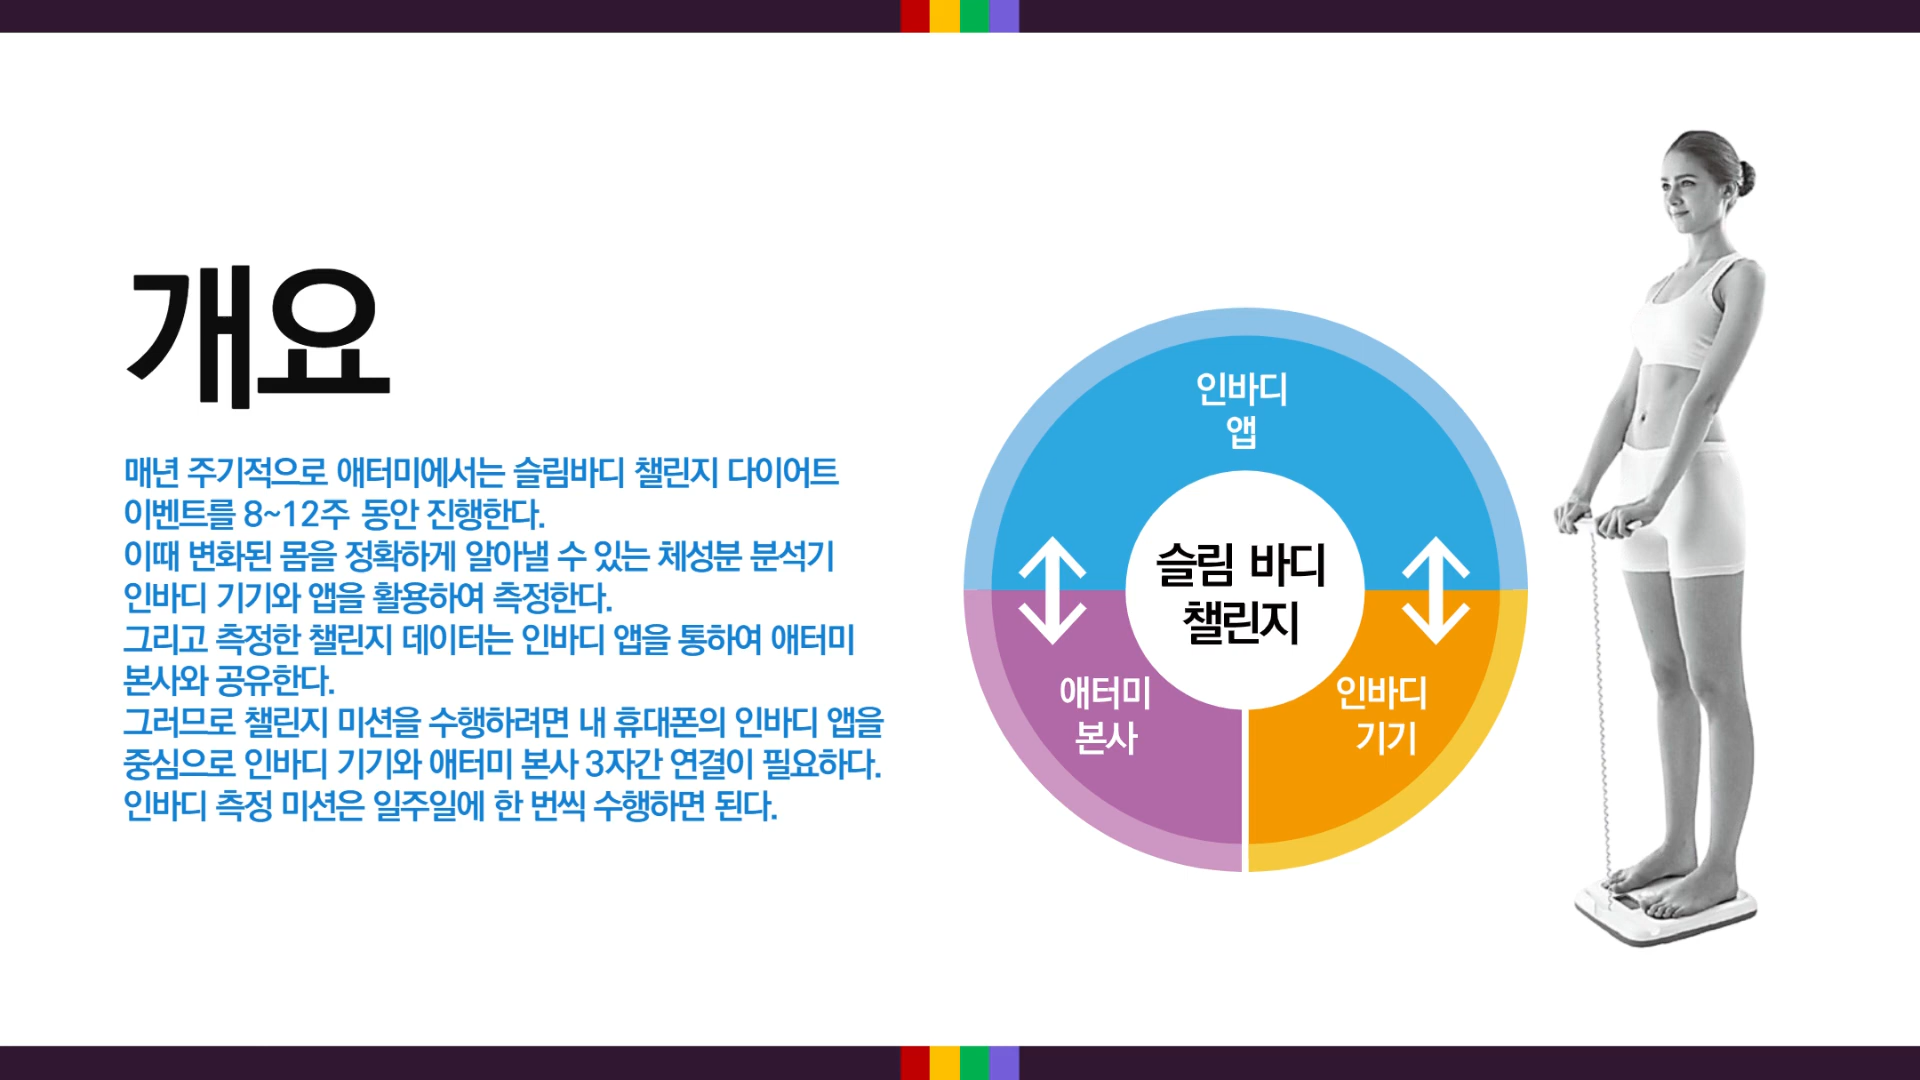 개요
매년 주기적으로 애터미에서는 슬림바디 챌린지 다이어트
이벤트를 8~12주 동안 진행한다.
이때 변화된 몸을 정확하게 알아낼 수 있는 체성분 분석기
인바디 기기와 앱을 활용하여 측정한다.
그리고 측정한 챌린지 데이터는 인바디 앱을 통하여 애터미
본사와 공유한다.
그러므로 챌린지 미션을 수행하려면 내 휴대폰의 인바디 앱을
중심으로 인바디 기기와 애터미 본사 3자간 연결이 필요하다.
인바디 측정 미션은 일주일에 한 번씩 수행하면 된다.
인바디
앱
슬림 바디
챌린지
애터미
본사
인바디
기기